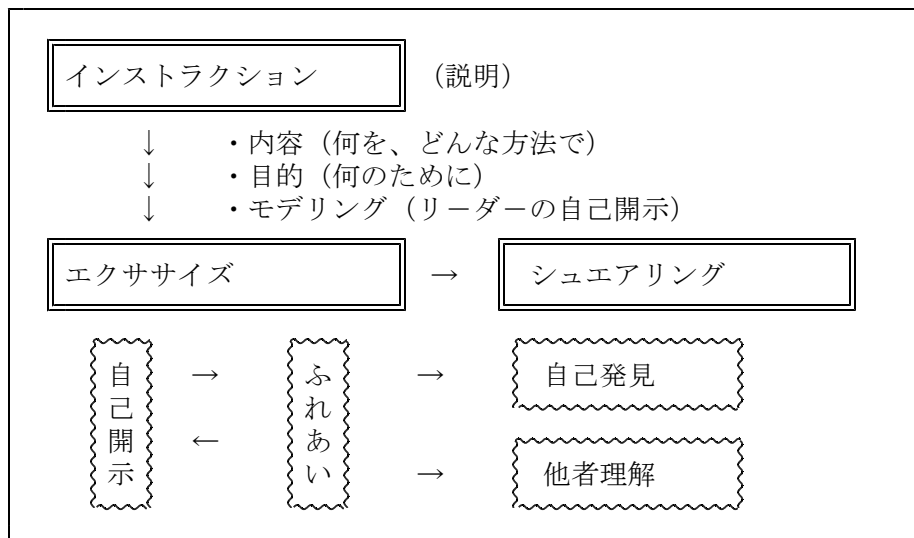 インストラクション （説明）
↓ ・内容（何を、どんな方法で）
↓ ・目的（何のために）
↓ ・モデリング（リ－ダ－の自己開示）
エクササイズ → シュエアリング
自己開示 → ← ふれあい → 自己発見
→ 他者理解